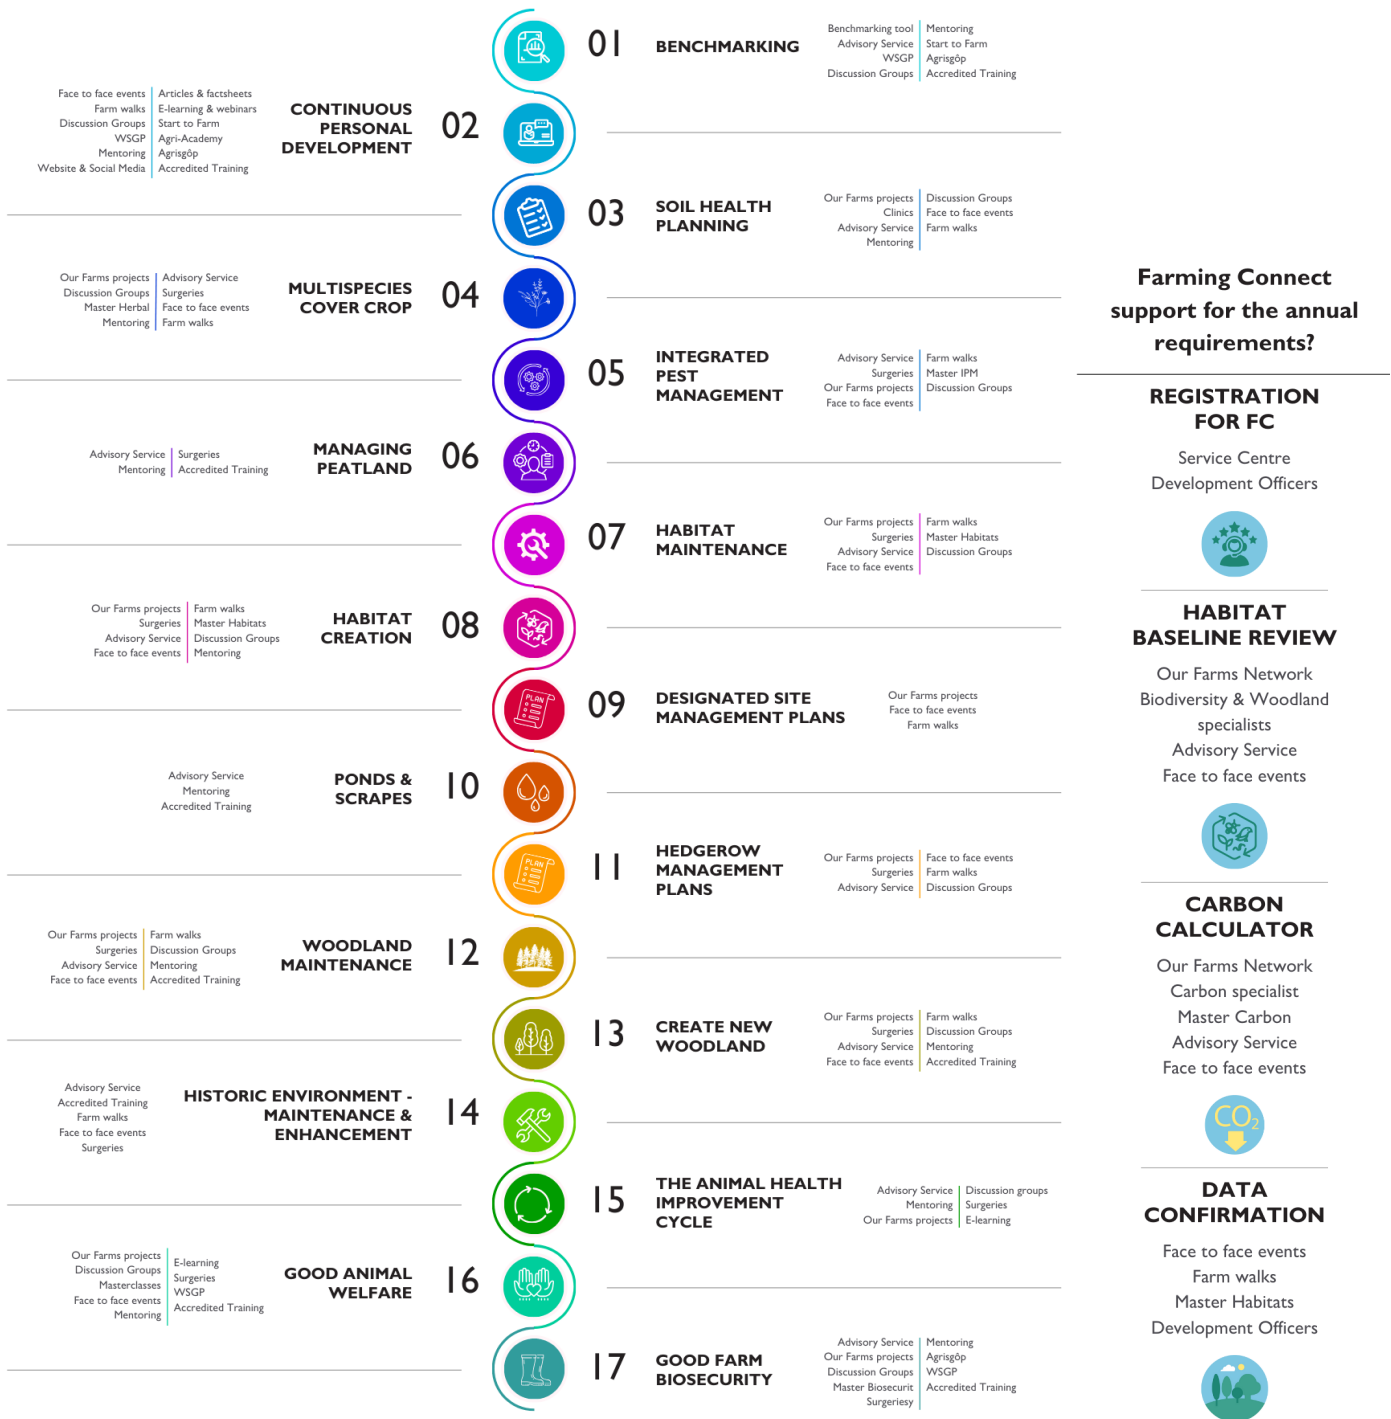 01
BENCHMARKING
Benchmarking tool
Advisory Service
WSGP
Discussion Groups
Mentoring
Start to Farm
Agrisgôp
Accredited Training
Face to face events
Farm walks
Discussion Groups
WSGP
Mentoring
Website & Social Media
Articles & factsheets
E-learning & webinars
Start to Farm
Agri-Academy
Agrisgôp
Accredited Training
CONTINUOUS
PERSONAL
DEVELOPMENT
02
03
SOIL HEALTH
PLANNING
Our Farms projects
Clinics
Advisory Service
Mentoring
Discussion Groups
Face to face events
Farm walks
Our Farms projects
Discussion Groups
Master Herbal
Mentoring
Advisory Service
Surgeries
Face to face events
Farm walks
MULTISPECIES
COVER CROP
04
05
INTEGRATED
PEST
MANAGEMENT
Advisory Service
Surgeries
Our Farms projects
Face to face events
Farm walks
Master IPM
Discussion Groups
Advisory Service
Mentoring
Surgeries
Accredited Training
MANAGING
PEATLAND
06
07
HABITAT
MAINTENANCE
Our Farms projects
Surgeries
Advisory Service
Face to face events
Farm walks
Master Habitats
Discussion Groups
Our Farms projects
Surgeries
Advisory Service
Face to face events
Farm walks
Master Habitats
Discussion Groups
Mentoring
HABITAT
CREATION
08
PLAN
09
DESIGNATED SITE
MANAGEMENT PLANS
Our Farms projects
Face to face events
Farm walks
Advisory Service
Mentoring
Accredited Training
PONDS &
SCRAPES
10
PLAN
11
HEDGEROW
MANAGEMENT
PLANS
Our Farms projects
Surgeries
Advisory Service
Face to face events
Farm walks
Discussion Groups
Our Farms projects
Surgeries
Advisory Service
Face to face events
Farm walks
Discussion Groups
Mentoring
Accredited Training
WOODLAND
MAINTENANCE
12
13
CREATE NEW
WOODLAND
Our Farms projects
Surgeries
Advisory Service
Face to face events
Farm walks
Discussion Groups
Mentoring
Accredited Training
Advisory Service
Accredited Training
Farm walks
Face to face events
Surgeries
HISTORIC ENVIRONMENT -
MAINTENANCE &
ENHANCEMENT
14
15
THE ANIMAL HEALTH
IMPROVEMENT
CYCLE
Advisory Service
Mentoring
Our Farms projects
Discussion groups
Surgeries
E-learning
Our Farms projects
Discussion Groups
Masterclasses
Face to face events
Mentoring
E-learning
Surgeries
WSGP
Accredited Training
GOOD ANIMAL
WELFARE
16
17
GOOD FARM
BIOSECURITY
Advisory Service
Our Farms projects
Discussion Groups
Master Biosecurit
Surgeriesy
Mentoring
Agrisgôp
WSGP
Accredited Training
Farming Connect
support for the annual
requirements?
REGISTRATION
FOR FC
Service Centre
Development Officers
HABITAT
BASELINE REVIEW
Our Farms Network
Biodiversity & Woodland
specialists
Advisory Service
Face to face events
CARBON
CALCULATOR
Our Farms Network
Carbon specialist
Master Carbon
Advisory Service
Face to face events
CO2
DATA
CONFIRMATION
Face to face events
Farm walks
Master Habitats
Development Officers